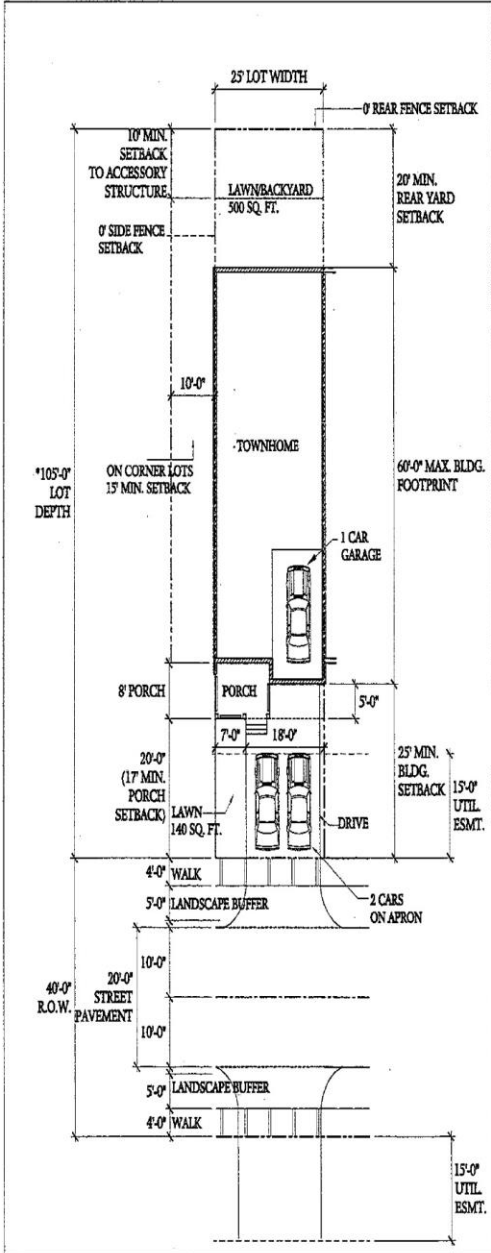 25' LOT WIDTH
0' REAR FENCE SETBACK
10' MIN.
SETBACK
TO ACCESSORY
STRUCTURE
LAWN/BACKYARD
500 SQ. FT.
20' MIN.
REAR YARD
SETBACK
0' SIDE FENCE
SETBACK
10'-0"
TOWNHOME
*105'-0"
LOT
DEPTH
ON CORNER LOTS
15' MIN. SETBACK
60'-0" MAX. BLDG.
FOOTPRINT
1 CAR
GARAGE
8' PORCH
PORCH
5'-0"
7'-0"
18'-0"
20'-0"
(17' MIN.
PORCH
SETBACK)
LAWN
140 SQ. FT.
DRIVE
25' MIN.
BLDG.
SETBACK
15'-0"
UTIL.
ESMT.
4'-0"
WALK
5'-0"
LANDSCAPE BUFFER
2 CARS
ON APRON
40'-0"
R.O.W.
20'-0"
STREET
PAVEMENT
10'-0"
10'-0"
5'-0"
LANDSCAPE BUFFER
4'-0"
WALK
15'-0"
UTIL.
ESMT.